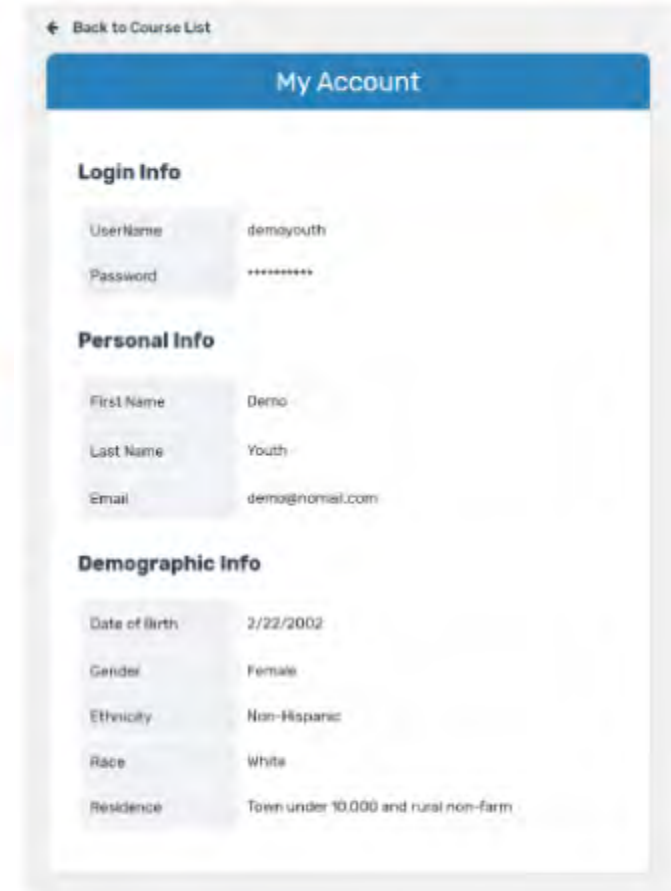 ← Back to Course List
My Account
Login Info
UserName demoyouth
Password **********
Personal Info
First Name Demo
Last Name Youth
Email demo@nomail.com
Demographic Info
Date of Birth 2/22/2002
Gender Female
Ethnicity Non-Hispanic
Race White
Residence Town under 10,000 and rural non-farm